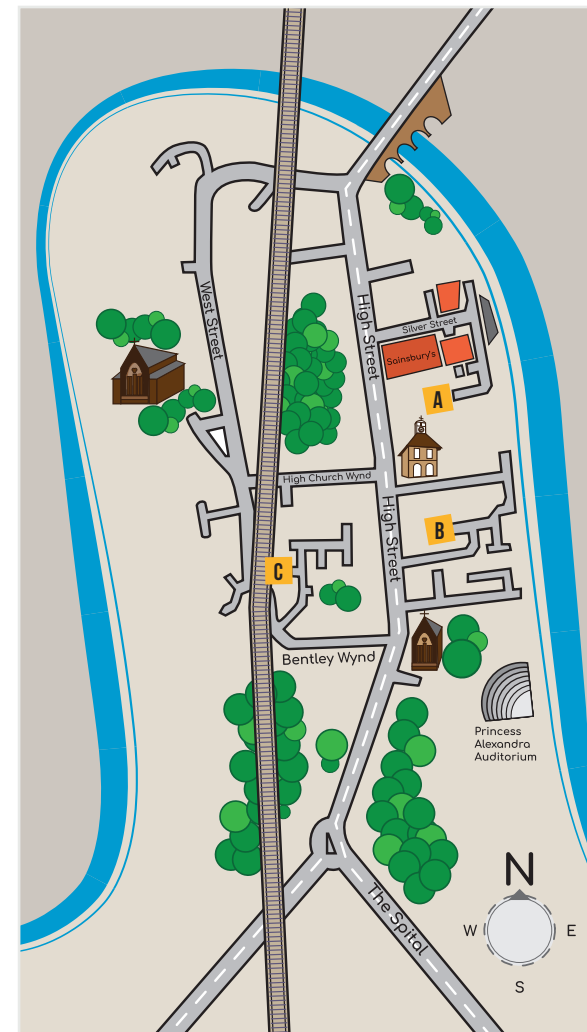 West Street
High Street
Silver Street
Sainsbury's
A
High Church Wynd
High Street
B
C
Bentley Wynd
Princess
Alexandra
Auditorium
The Spital
N
W
E
S